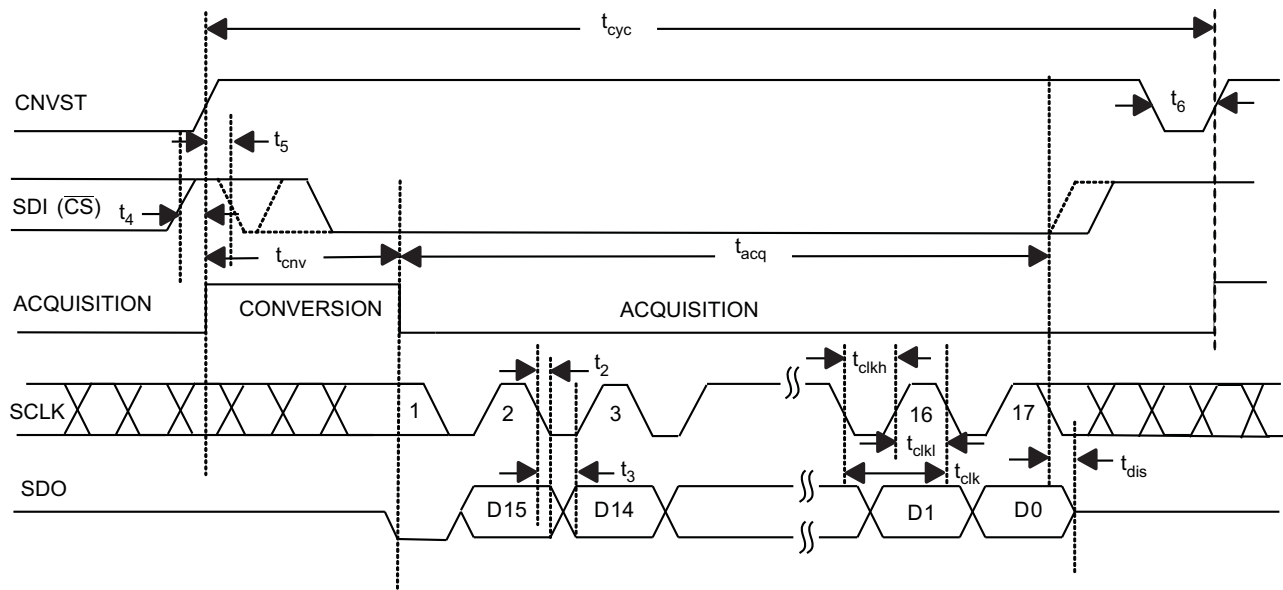 t_cyc
CNVST
t_6
t_5
SDI (C̅S̅)
t_4
t_cnv
t_acq
ACQUISITION CONVERSION ACQUISITION
t_2
t_clkh
SCLK 1 2 3 16 17
t_clkl
t_3
t_clk
t_dis
SDO
D15 D14 D1 D0